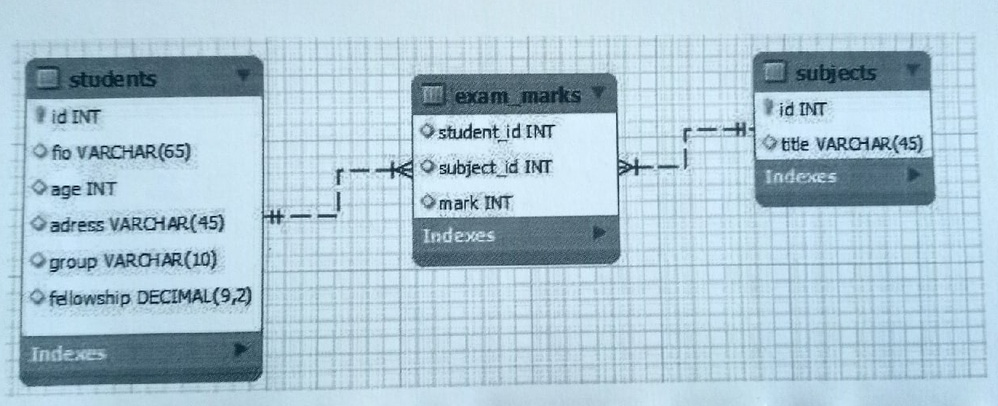 students
id INT
fio VARCHAR(65)
age INT
adress VARCHAR(45)
group VARCHAR(10)
fellowship DECIMAL(9,2)
Indexes
exam_marks
student_id INT
subject_id INT
mark INT
Indexes
subjects
id INT
title VARCHAR(45)
Indexes